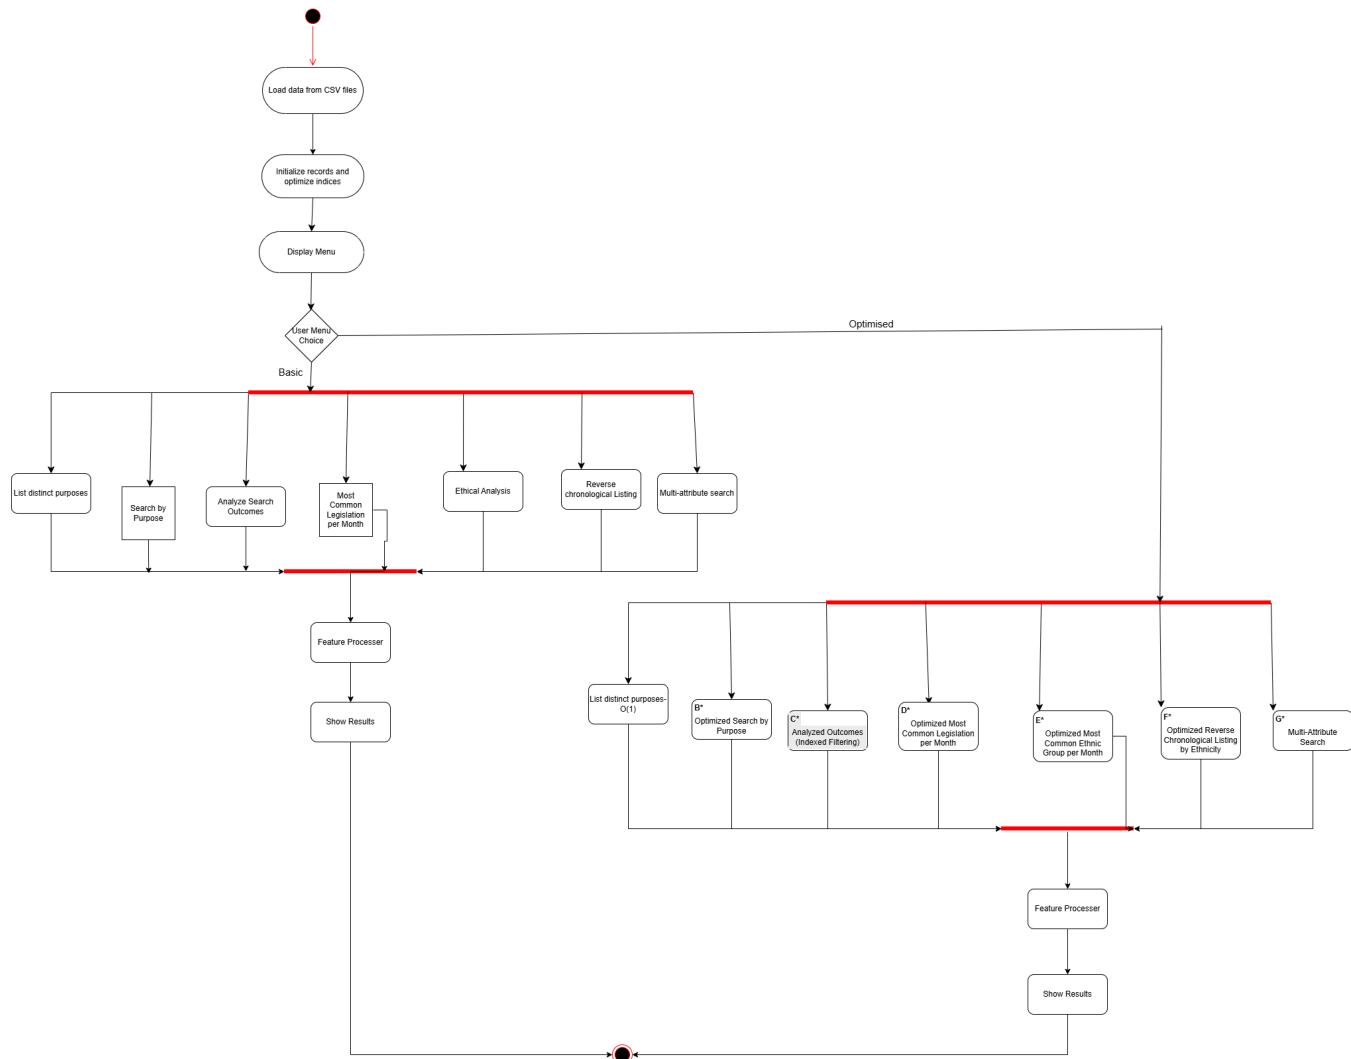 Load data from CSV files
Initialize records and
optimize indices
Display Menu
User Menu
Choice
Optimised
Basic
List distinct purposes
Search by
Purpose
Analyze Search
Outcomes
Most
Common
Legislation
per Month
Ethical Analysis
Reverse
chronological Listing
Multi-attribute search
Feature Processer
Show Results
List distinct purposes-
O(1)
B*
Optimized Search by
Purpose
C*
Analyzed Outcomes
(Indexed Filtering)
D*
Optimized Most
Common Legislation
per Month
E*
Optimized Most
Common Ethnic
Group per Month
F*
Optimized Reverse
Chronological Listing
by Ethnicity
G*
Multi-Attribute
Search
Feature Processer
Show Results